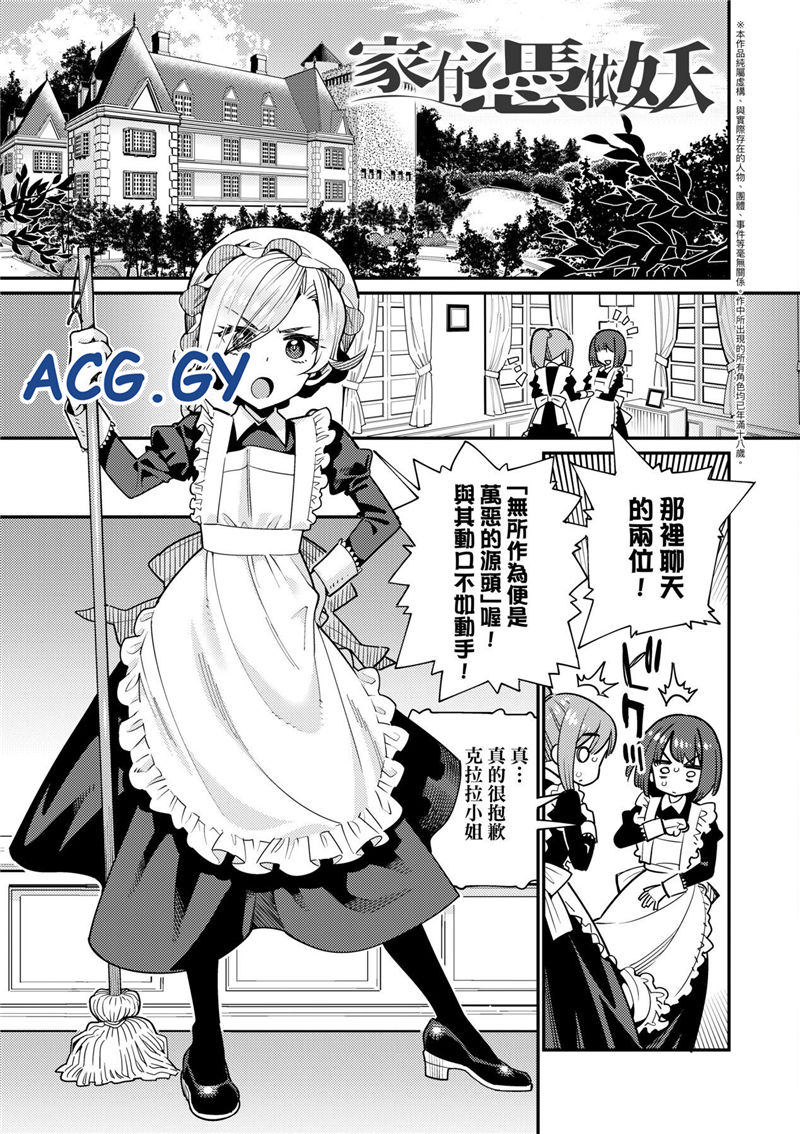 家有憑依妖
※本作品純屬虛構、與實際存在的人物、團體、事件等毫無關係。作中所出現的所有角色均已年滿十八歲。
ACG.GY
那裡聊天
的兩位！
「無所作為便是
萬惡的源頭」喔！
與其動口不如動手！
ビクッ
真…
真的很抱歉
克拉拉小姐